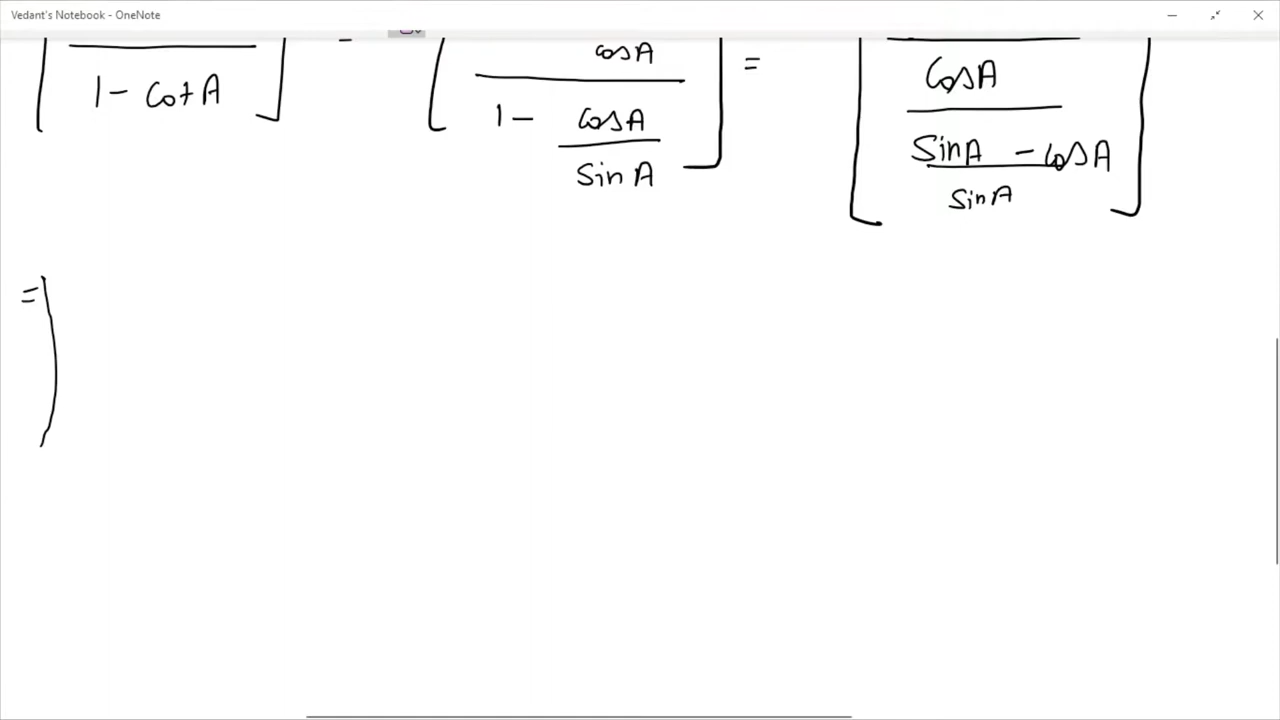 Vedant's Notebook - OneNote
1 - cot A
=
cos A
1 - cos A
sin A
=
cos A
sin A - cos A
sin A
=